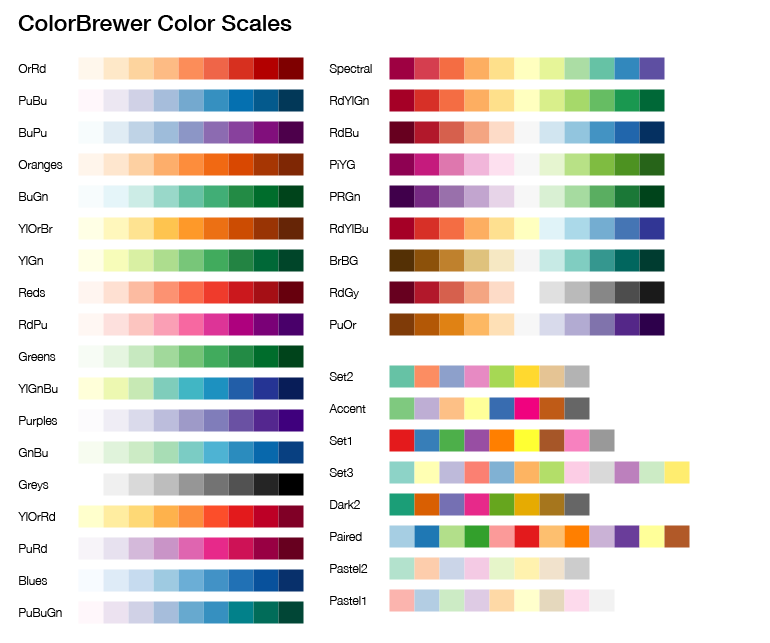 ColorBrewer Color Scales
OrRd
PuBu
BuPu
Oranges
BuGn
YlOrBr
YlGn
Reds
RdPu
Greens
YlGnBu
Purples
GnBu
Greys
YlOrRd
PuRd
Blues
PuBuGn
Spectral
RdYlGn
RdBu
PiYG
PRGn
RdYlBu
BrBG
RdGy
PuOr
Set2
Accent
Set1
Set3
Dark2
Paired
Pastel2
Pastel1